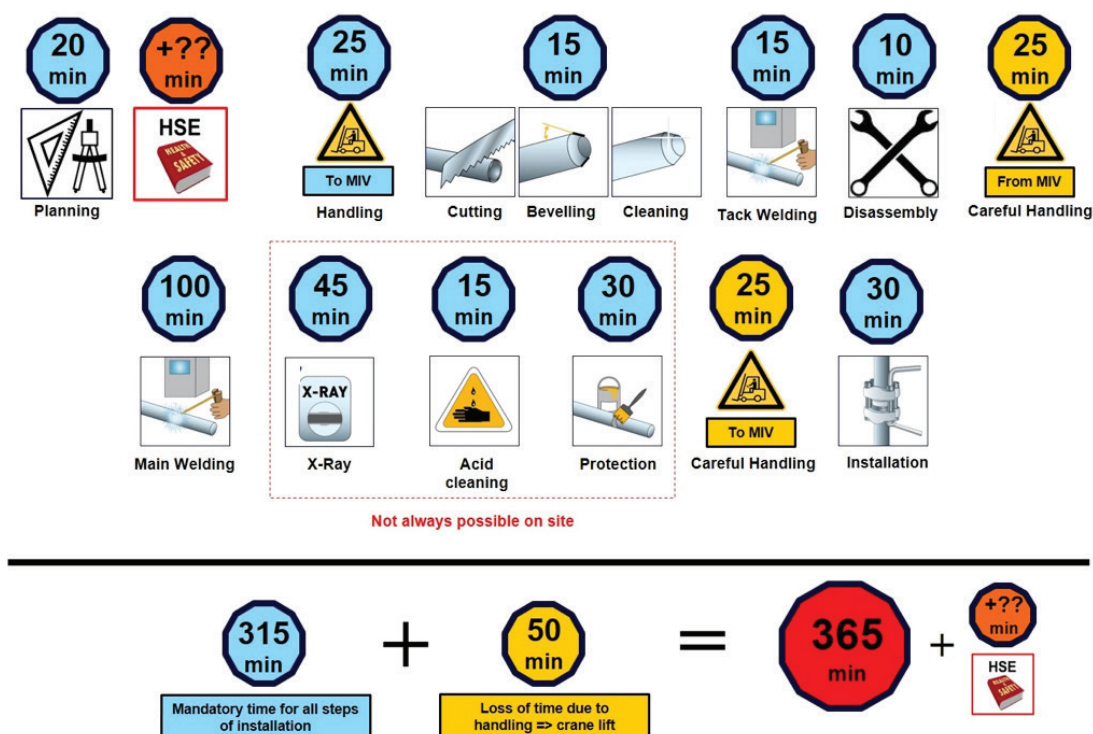 20
min
+??
min
25
min
15
min
15
min
10
min
25
min
HSE
HEALTH &
SAFETY
To MIV
From MIV
Planning
Handling
Cutting
Bevelling
Cleaning
Tack Welding
Disassembly
Careful Handling
100
min
45
min
15
min
30
min
25
min
30
min
X-RAY
To MIV
Main Welding
X-Ray
Acid
cleaning
Protection
Careful Handling
Installation
Not always possible on site
315
min
+
50
min
=
365
min
+
+??
min
HSE
Mandatory time for all steps
of installation
Loss of time due to
handling => crane lift